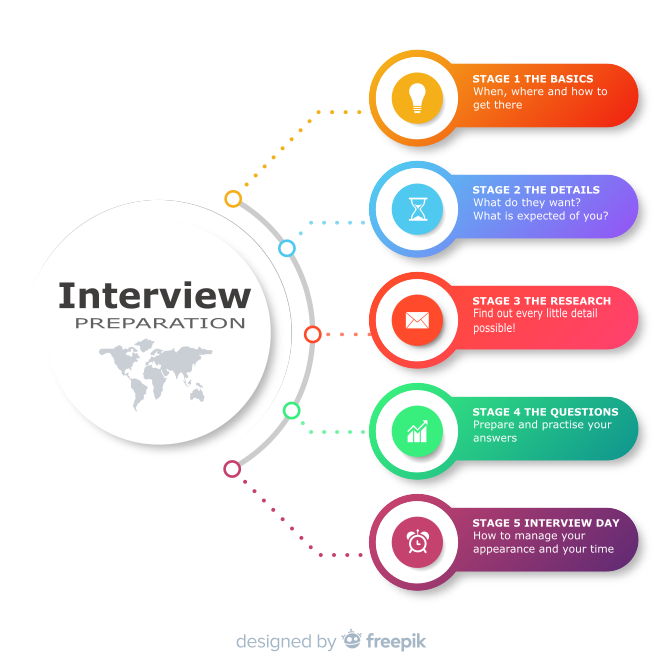 Interview
PREPARATION
STAGE 1 THE BASICS
When, where and how to
get there
STAGE 2 THE DETAILS
What do they want?
What is expected of you?
STAGE 3 THE RESEARCH
Find out every little detail
possible!
STAGE 4 THE QUESTIONS
Prepare and practise your
answers
STAGE 5 INTERVIEW DAY
How to manage your
appearance and your time
designed by freepik